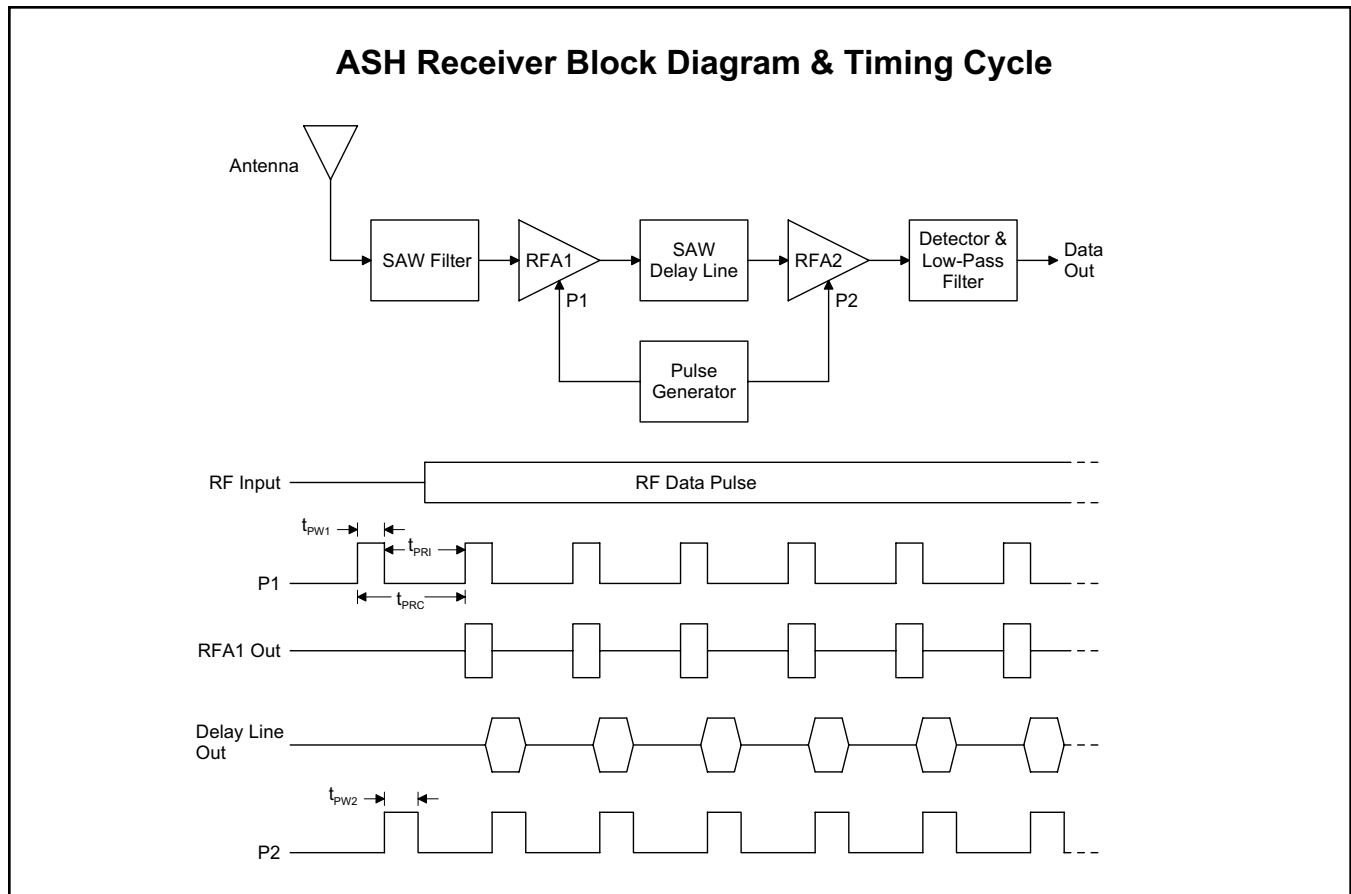 ASH Receiver Block Diagram & Timing Cycle
Antenna
SAW Filter
RFA1
SAW
Delay Line
RFA2
Detector &
Low-Pass
Filter
Data
Out
P1
P2
Pulse
Generator
RF Input
RF Data Pulse
tPW1
tPRI
P1
tPRC
RFA1 Out
Delay Line
Out
tPW2
P2